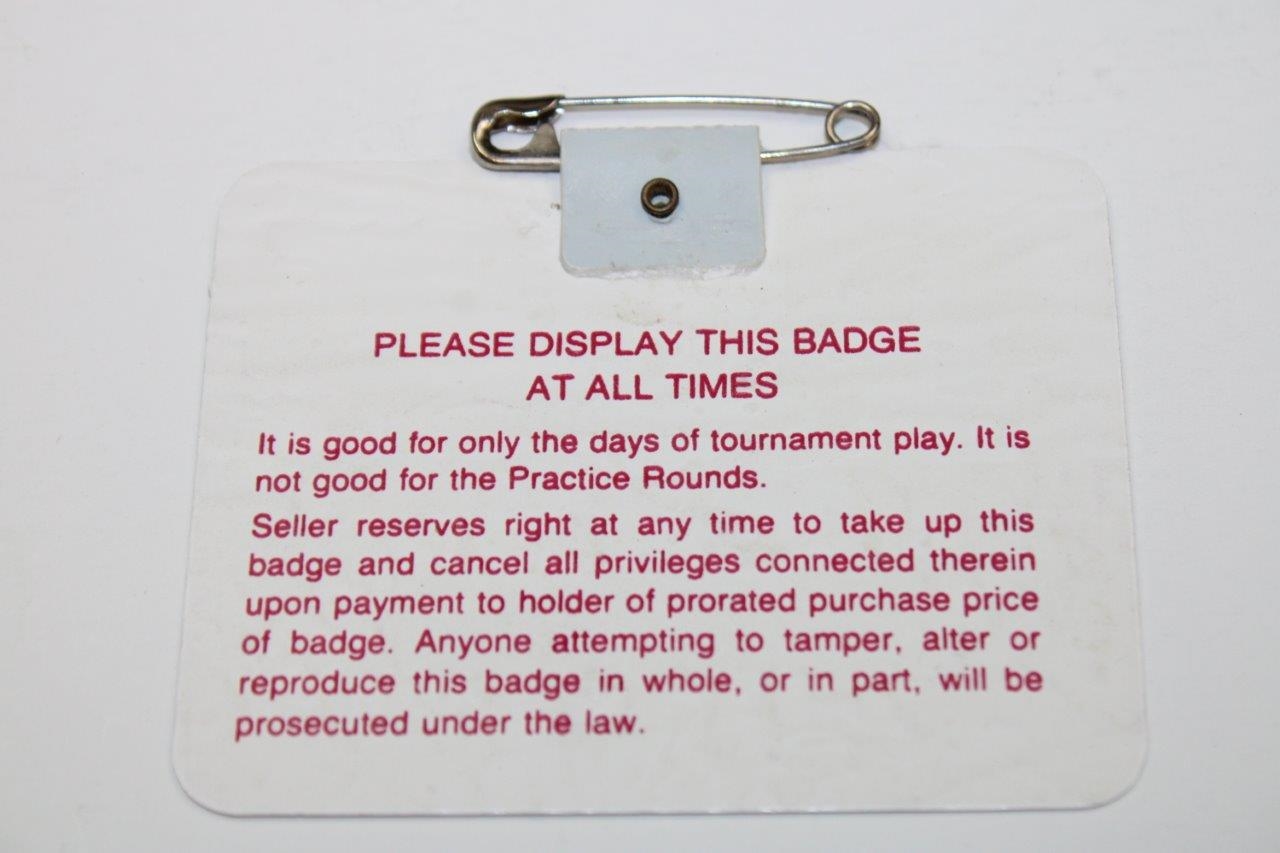 PLEASE DISPLAY THIS BADGE
AT ALL TIMES
It is good for only the days of tournament play. It is
not good for the Practice Rounds.
Seller reserves right at any time to take up this
badge and cancel all privileges connected therein
upon payment to holder of prorated purchase price
of badge. Anyone attempting to tamper, alter or
reproduce this badge in whole, or in part, will be
prosecuted under the law.